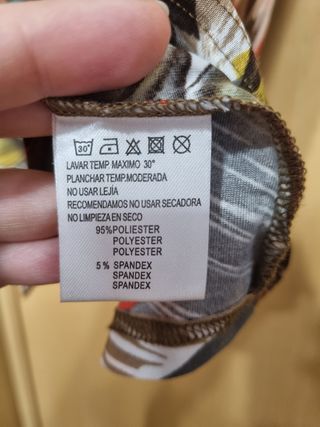 30°
LAVAR TEMP. MAXIMO 30°
PLANCHAR TEMP.MODERADA
NO USAR LEJÍA
RECOMENDAMOS NO USAR SECADORA
NO LIMPIEZA EN SECO
95%POLIESTER
POLYESTER
POLYESTER
5% SPANDEX
SPANDEX
SPANDEX